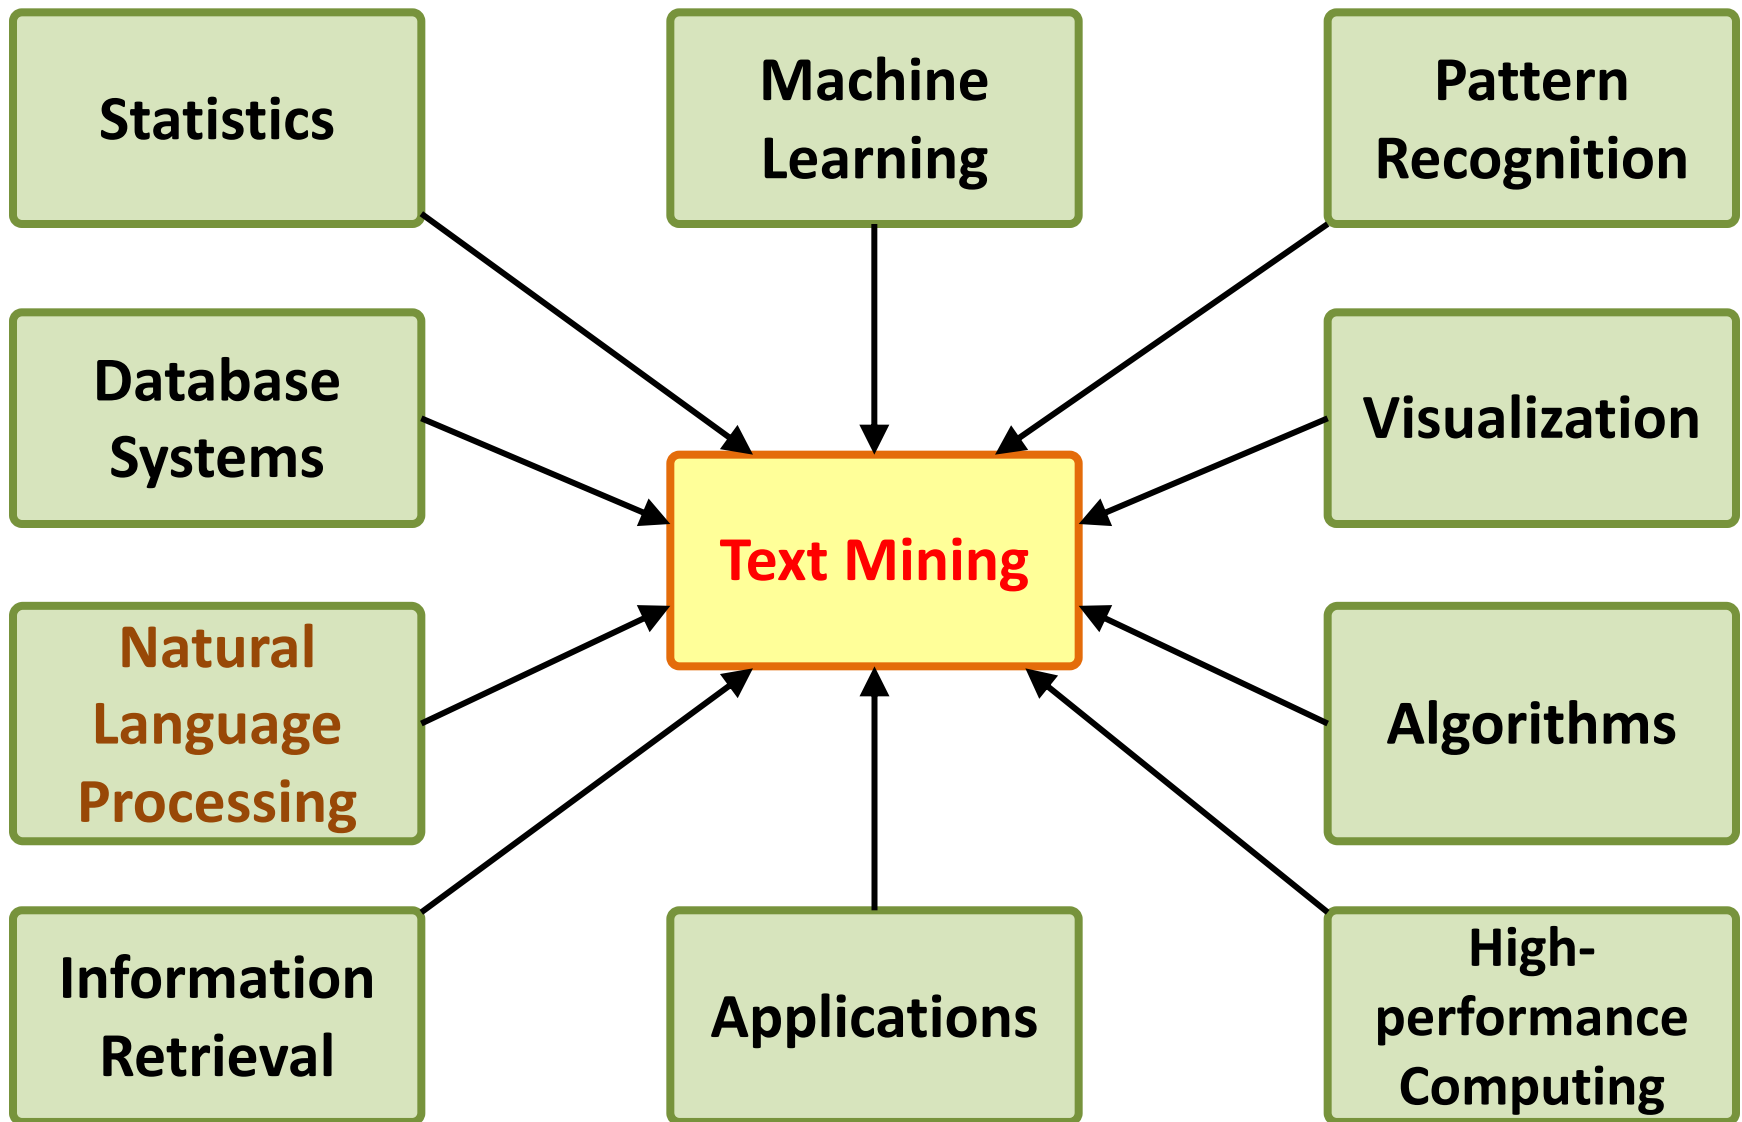 Statistics
Machine
Learning
Pattern
Recognition
Database
Systems
Visualization
Text Mining
Natural
Language
Processing
Algorithms
Information
Retrieval
Applications
High-
performance
Computing